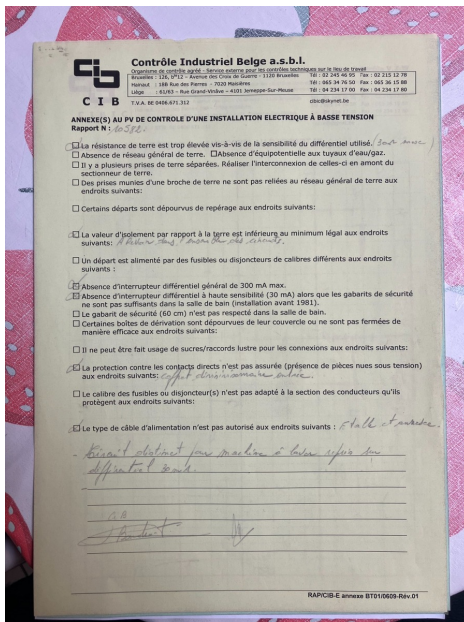 Contrôle Industriel Belge a.s.b.l.
Organisme de contrôle agréé - Service externe pour les contrôles techniques sur le lieu de travail
Bruxelles : 126, bte12 – Avenue des Croix de Guerre – 1120 Bruxelles Tél : 02 245 46 95 Fax : 02 215 12 78
Hainaut : 188 Rue des Pierres – 7020 Maisières Tél : 065 34 76 50 Fax : 065 36 15 88
Liège : 61/63 – Rue Grand-Vinâve – 4101 Jemeppe-Sur-Meuse Tél : 04 234 17 00 Fax : 04 234 17 80
C I B
T.V.A. BE 0406.671.312 cibic@skynet.be
ANNEXE(S) AU PV DE CONTROLE D'UNE INSTALLATION ELECTRIQUE À BASSE TENSION
Rapport N :
La résistance de terre est trop élevée vis-à-vis de la sensibilité du différentiel utilisé.
Absence de réseau général de terre. Absence d'équipotentielle aux tuyaux d'eau/gaz.
Il y a plusieurs prises de terre séparées. Réaliser l'interconnexion de celles-ci en amont du
sectionneur de terre.
Des prises munies d'une broche de terre ne sont pas reliées au réseau général de terre aux
endroits suivants:
Certains départs sont dépourvus de repérage aux endroits suivants:
La valeur d'isolement par rapport à la terre est inférieure au minimum légal aux endroits
suivants:
Un départ est alimenté par des fusibles ou disjoncteurs de calibres différents aux endroits
suivants :
Absence d'interrupteur différentiel général de 300 mA max.
Absence d'interrupteur différentiel à haute sensibilité (30 mA) alors que les gabarits de sécurité
ne sont pas suffisants dans la salle de bain (installation avant 1981).
Le gabarit de sécurité (60 cm) n'est pas respecté dans la salle de bain.
Certaines boîtes de dérivation sont dépourvues de leur couvercle ou ne sont pas fermées de
manière efficace aux endroits suivants:
Il ne peut être fait usage de sucres/raccords lustre pour les connexions aux endroits suivants:
La protection contre les contacts directs n'est pas assurée (présence de pièces nues sous tension)
aux endroits suivants: coffret divisionnaire
Le calibre des fusibles ou disjoncteur(s) n'est pas adapté à la section des conducteurs qu'ils
protègent aux endroits suivants:
Le type de câble d'alimentation n'est pas autorisé aux endroits suivants :
- Circuit distinct pour machine à laver repris sur
différentiel
RAP/CIB-E annexe BT01/0609-Rév.01